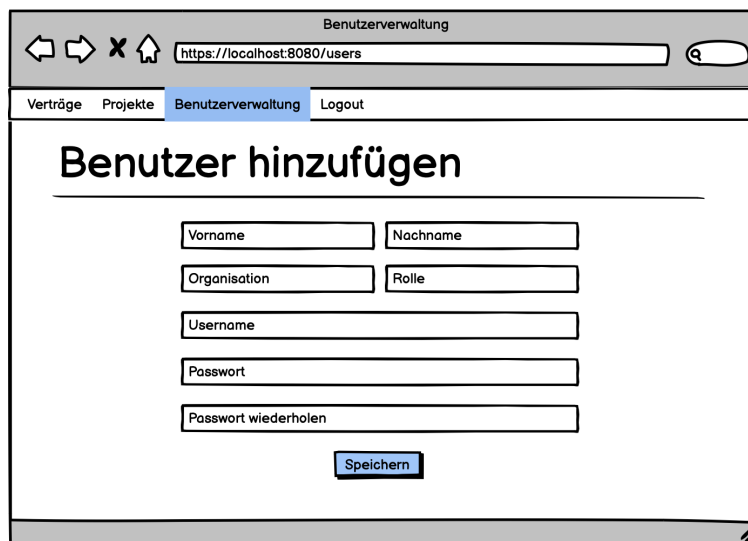 Benutzerverwaltung
https://localhost:8080/users
Verträge Projekte Benutzerverwaltung Logout
Benutzer hinzufügen
Vorname Nachname
Organisation Rolle
Username
Passwort
Passwort wiederholen
Speichern